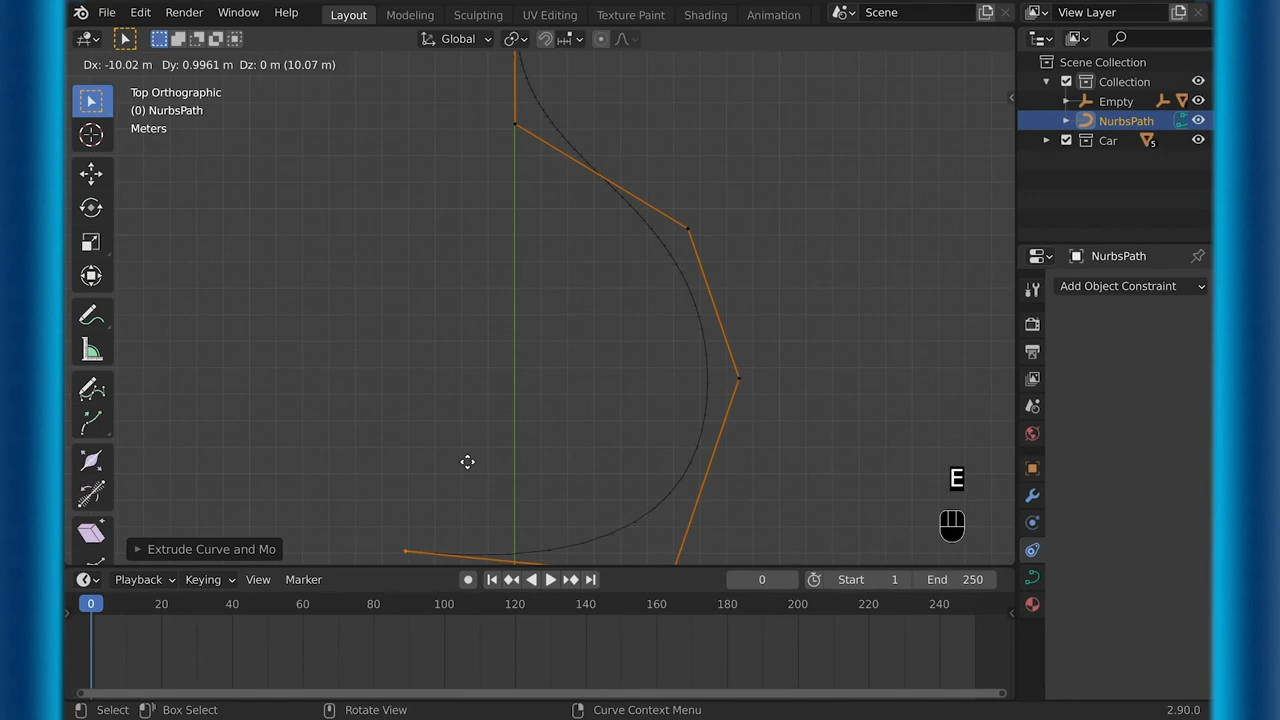 File Edit Render Window Help Layout Modeling Sculpting UV Editing Texture Paint Shading Animation Scene View Layer
Global
Dx: -10.02 m Dy: 0.9961 m Dz: 0 m (10.07 m)
Top Orthographic
(0) NurbsPath
Meters
Scene Collection
Collection
Empty
NurbsPath
Car 5
NurbsPath
Add Object Constraint
E
Extrude Curve and Mo
Playback Keying View Marker 0 Start 1 End 250
0 20 40 60 80 100 120 140 160 180 200 220 240
Select Box Select Rotate View Curve Context Menu 2.90.0